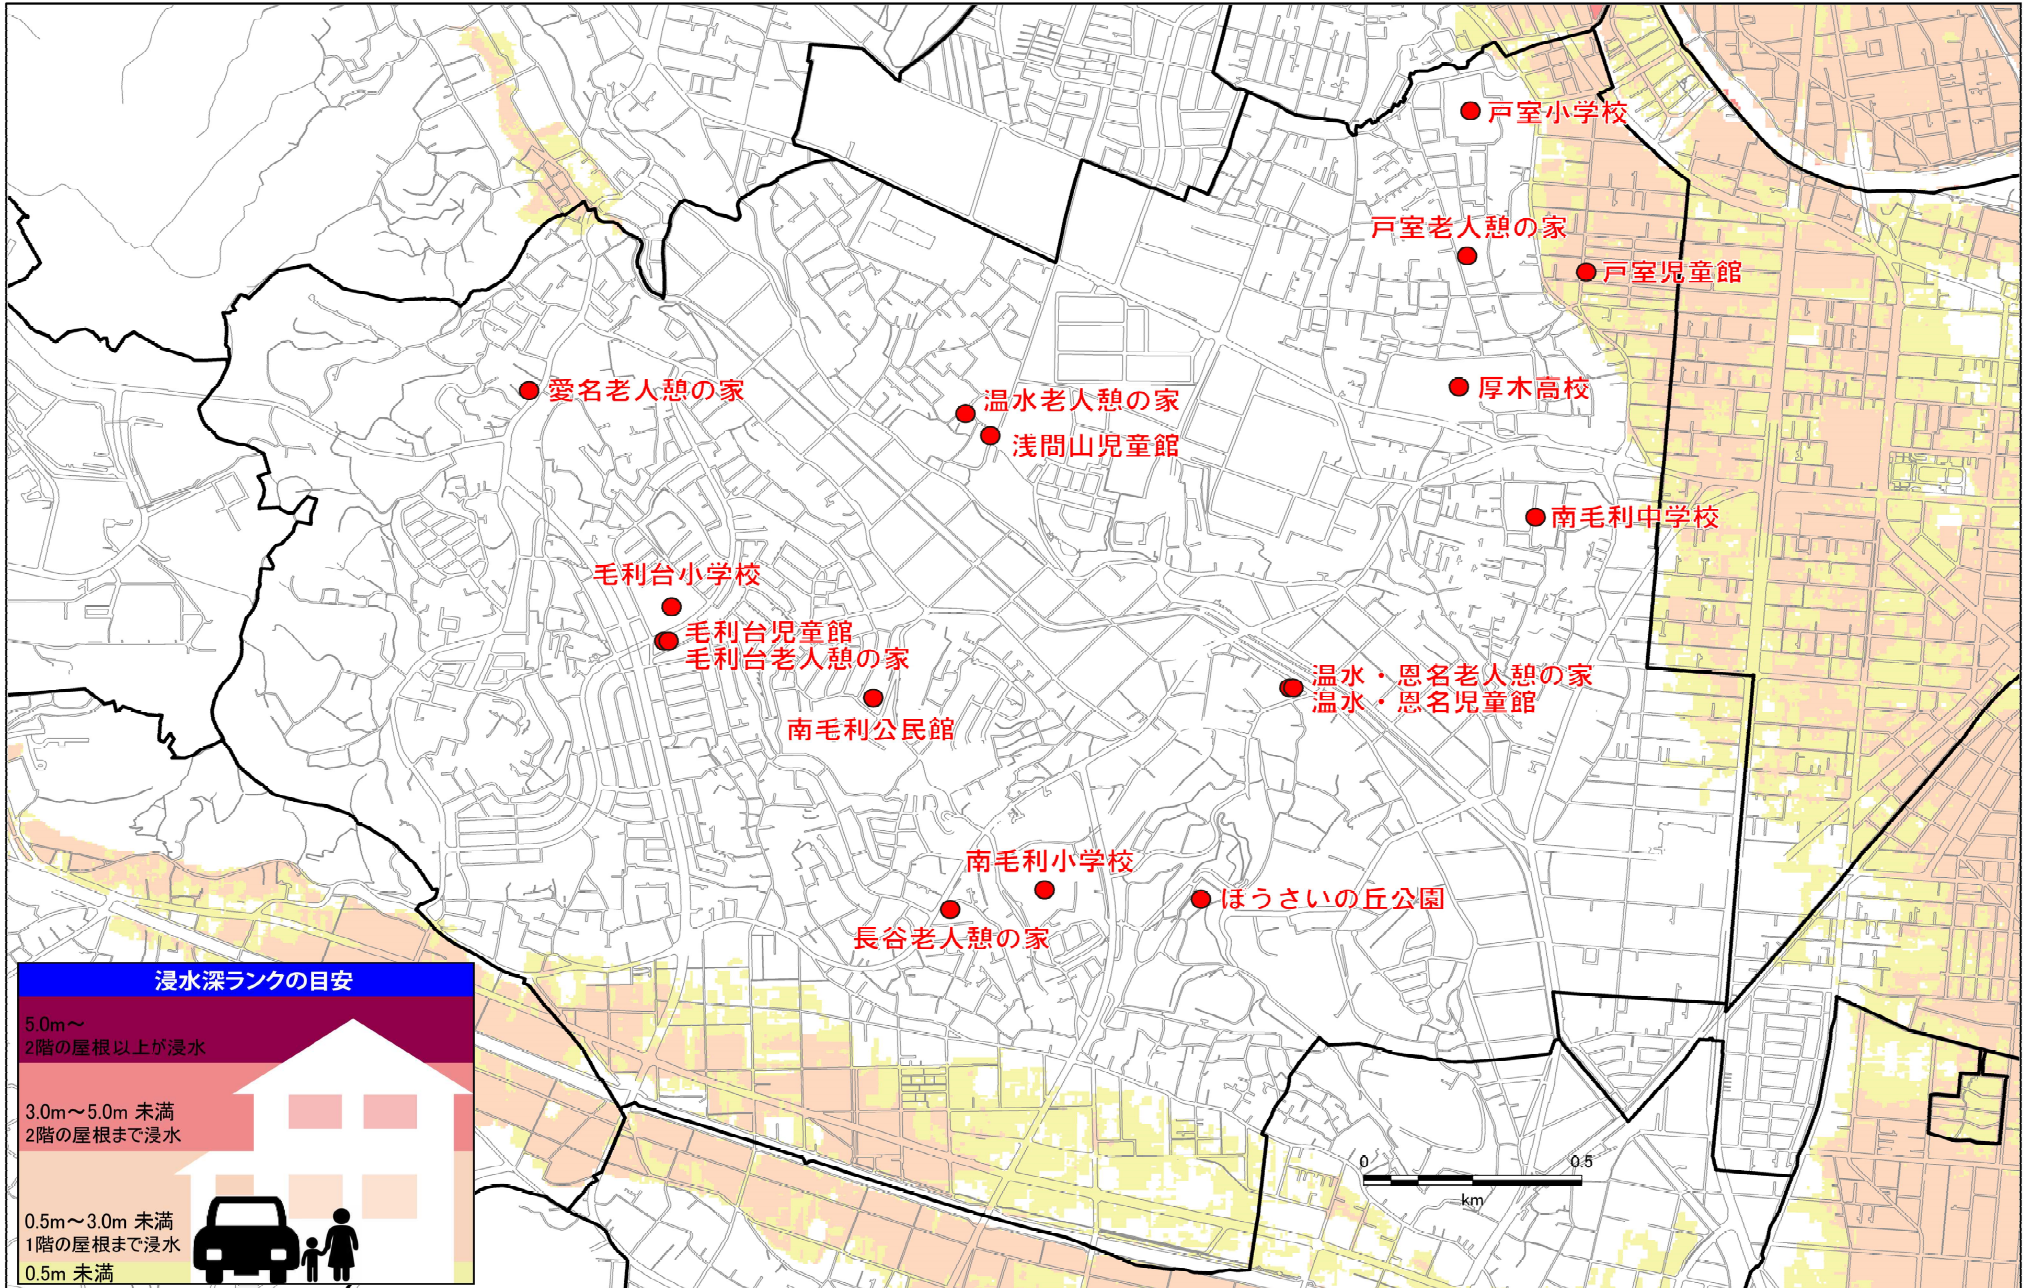 戸室小学校
戸室老人憩の家
戸室児童館
愛名老人憩の家
温水老人憩の家
浅間山児童館
厚木高校
南毛利中学校
毛利台小学校
毛利台児童館
毛利台老人憩の家
温水・恩名老人憩の家
温水・恩名児童館
南毛利公民館
南毛利小学校
ほうさいの丘公園
長谷老人憩の家
浸水深ランクの目安
5.0m～
2階の屋根以上が浸水
3.0m～5.0m 未満
2階の屋根まで浸水
0.5m～3.0m 未満
1階の屋根まで浸水
0.5m 未満
0 0.5
km